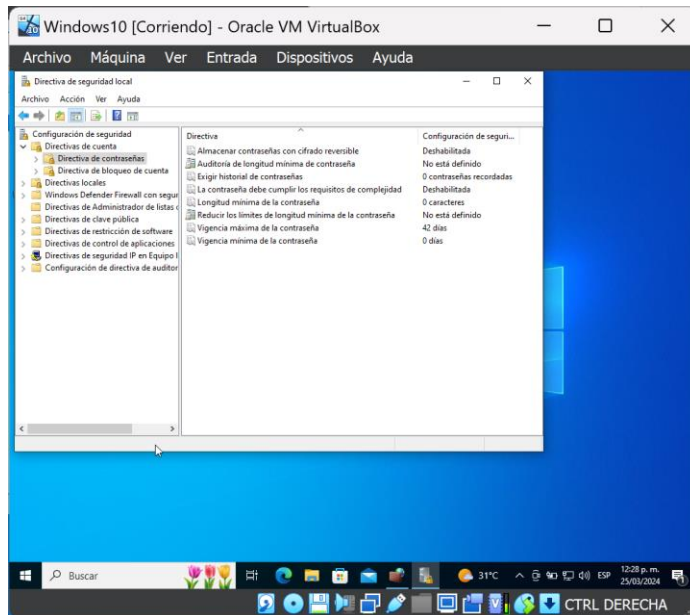 Windows10 [Corriendo] - Oracle VM VirtualBox
Archivo Máquina Ver Entrada Dispositivos Ayuda
Directiva de seguridad local
Archivo Acción Ver Ayuda
Configuración de seguridad
Directivas de cuenta
Directiva de contraseñas
Directiva de bloqueo de cuenta
Directivas locales
Windows Defender Firewall con segur
Directivas de Administrador de listas
Directivas de clave pública
Directivas de restricción de software
Directivas de control de aplicaciones
Directivas de seguridad IP en Equipo l
Configuración de directiva de auditor
Directiva Configuración de seguri...
Almacenar contraseñas con cifrado reversible Deshabilitada
Auditoría de longitud mínima de contraseña No está definido
Exigir historial de contraseñas 0 contraseñas recordadas
La contraseña debe cumplir los requisitos de complejidad Deshabilitada
Longitud mínima de la contraseña 0 caracteres
Reducir los límites de longitud mínima de la contraseña No está definido
Vigencia máxima de la contraseña 42 días
Vigencia mínima de la contraseña 0 días
Buscar 31°C ESP 12:28 p. m.
25/03/2024
CTRL DERECHA